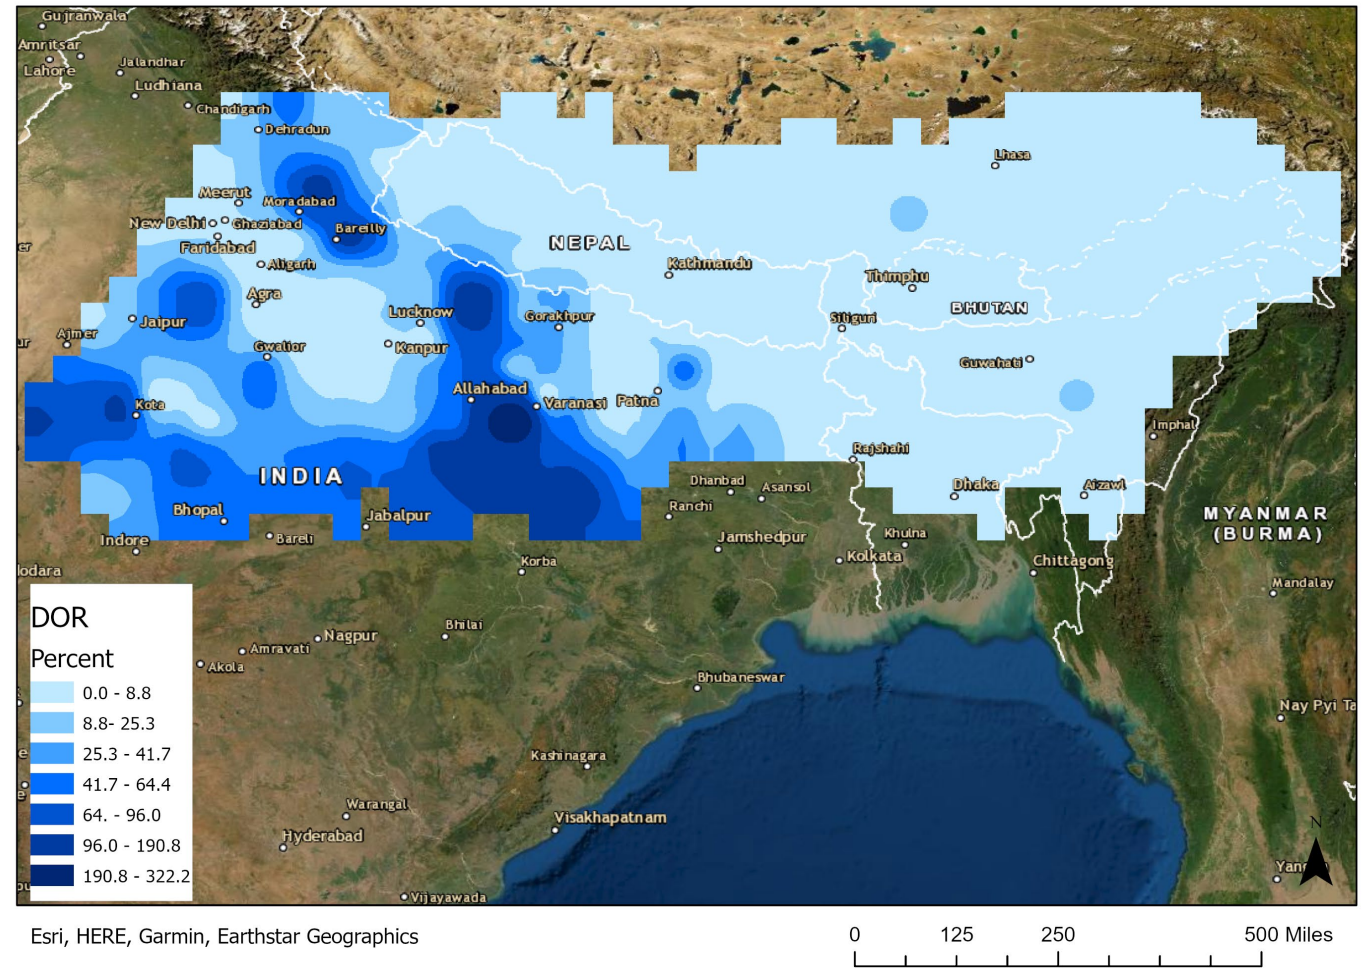 Gujranwala
Amritsar
Lahore
Jalandhar
Ludhiana
Chandigarh
Dehradun
Lhasa
Meerut
Moradabad
New Delhi
Ghaziabad
Bareilly
Faridabad
Aligarh
NEPAL
Kathmandu
Thimphu
Agra
BHUTAN
Jaipur
Lucknow
Gorakhpur
Siliguri
Ajmer
Gwalior
Kanpur
Guwahati
Allahabad
Kota
Varanasi
Patna
Imphal
Rajshahi
INDIA
Dhanbad
Asansol
Dhaka
Aizawl
Bhopal
Jabalpur
Ranchi
MYANMAR
(BURMA)
Indore
Bareli
Jamshedpur
Khulna
Kolkata
Chittagong
Korba
lodara
Mandalay
Bhilai
Nagpur
Amravati
Akola
Bhubaneswar
Nay Pyi Ta
Kashinagara
Warangal
Visakhapatnam
Hyderabad
Vijayawada
N
DOR
Percent
0.0 - 8.8
8.8- 25.3
25.3 - 41.7
41.7 - 64.4
64. - 96.0
96.0 - 190.8
190.8 - 322.2
Esri, HERE, Garmin, Earthstar Geographics
0 125 250 500 Miles